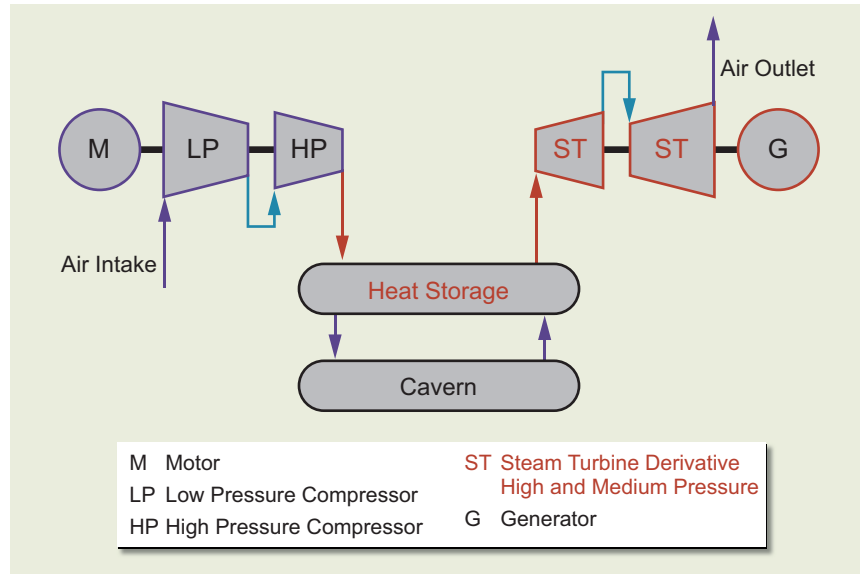 Air Outlet
M
LP
HP
ST
ST
G
Air Intake
Heat Storage
Cavern
M Motor
LP Low Pressure Compressor
HP High Pressure Compressor
ST Steam Turbine Derivative
High and Medium Pressure
G Generator